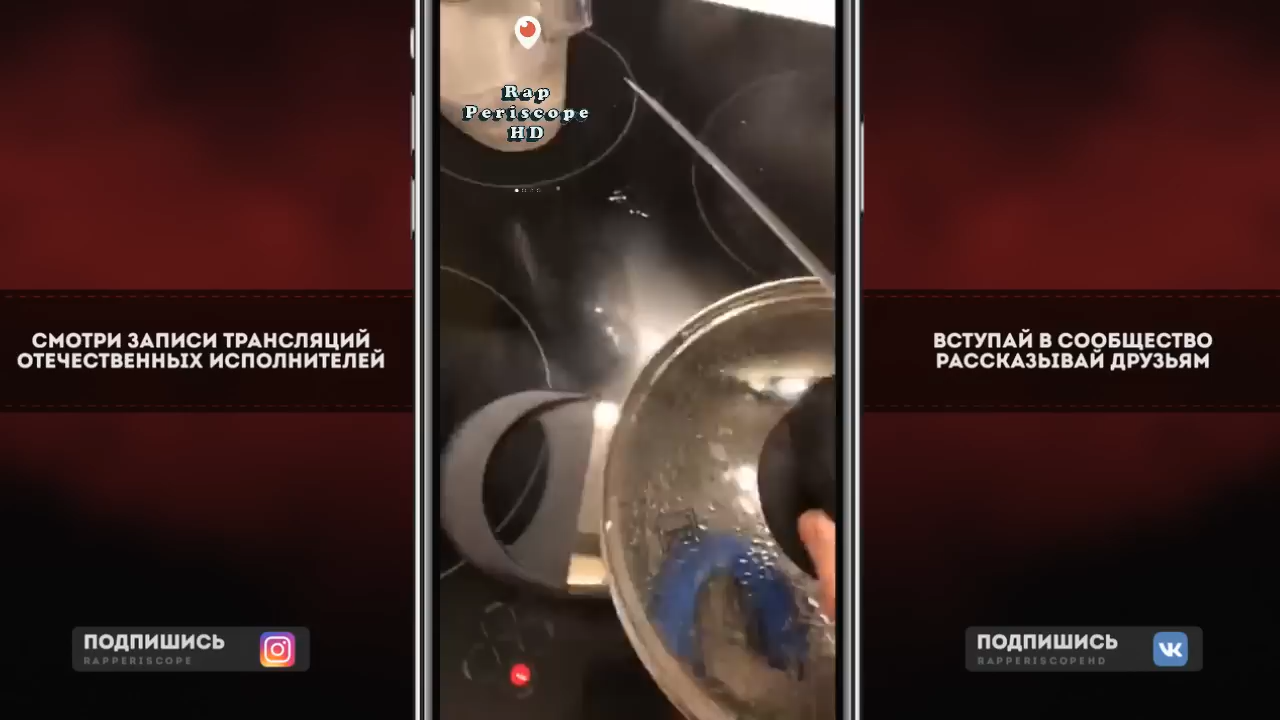 Rap
Periscope
HD
СМОТРИ ЗАПИСИ ТРАНСЛЯЦИЙ
ОТЕЧЕСТВЕННЫХ ИСПОЛНИТЕЛЕЙ
ВСТУПАЙ В СООБЩЕСТВО
РАССКАЗЫВАЙ ДРУЗЬЯМ
ПОДПИШИСЬ
RAPPERISCOPE
ПОДПИШИСЬ
RAPPERISCOPEHD